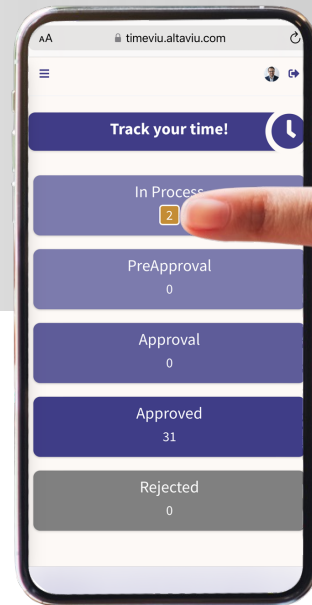 AA
timeviu.altaviu.com
Track your time!
In Process
2
PreApproval
0
Approval
0
Approved
31
Rejected
0